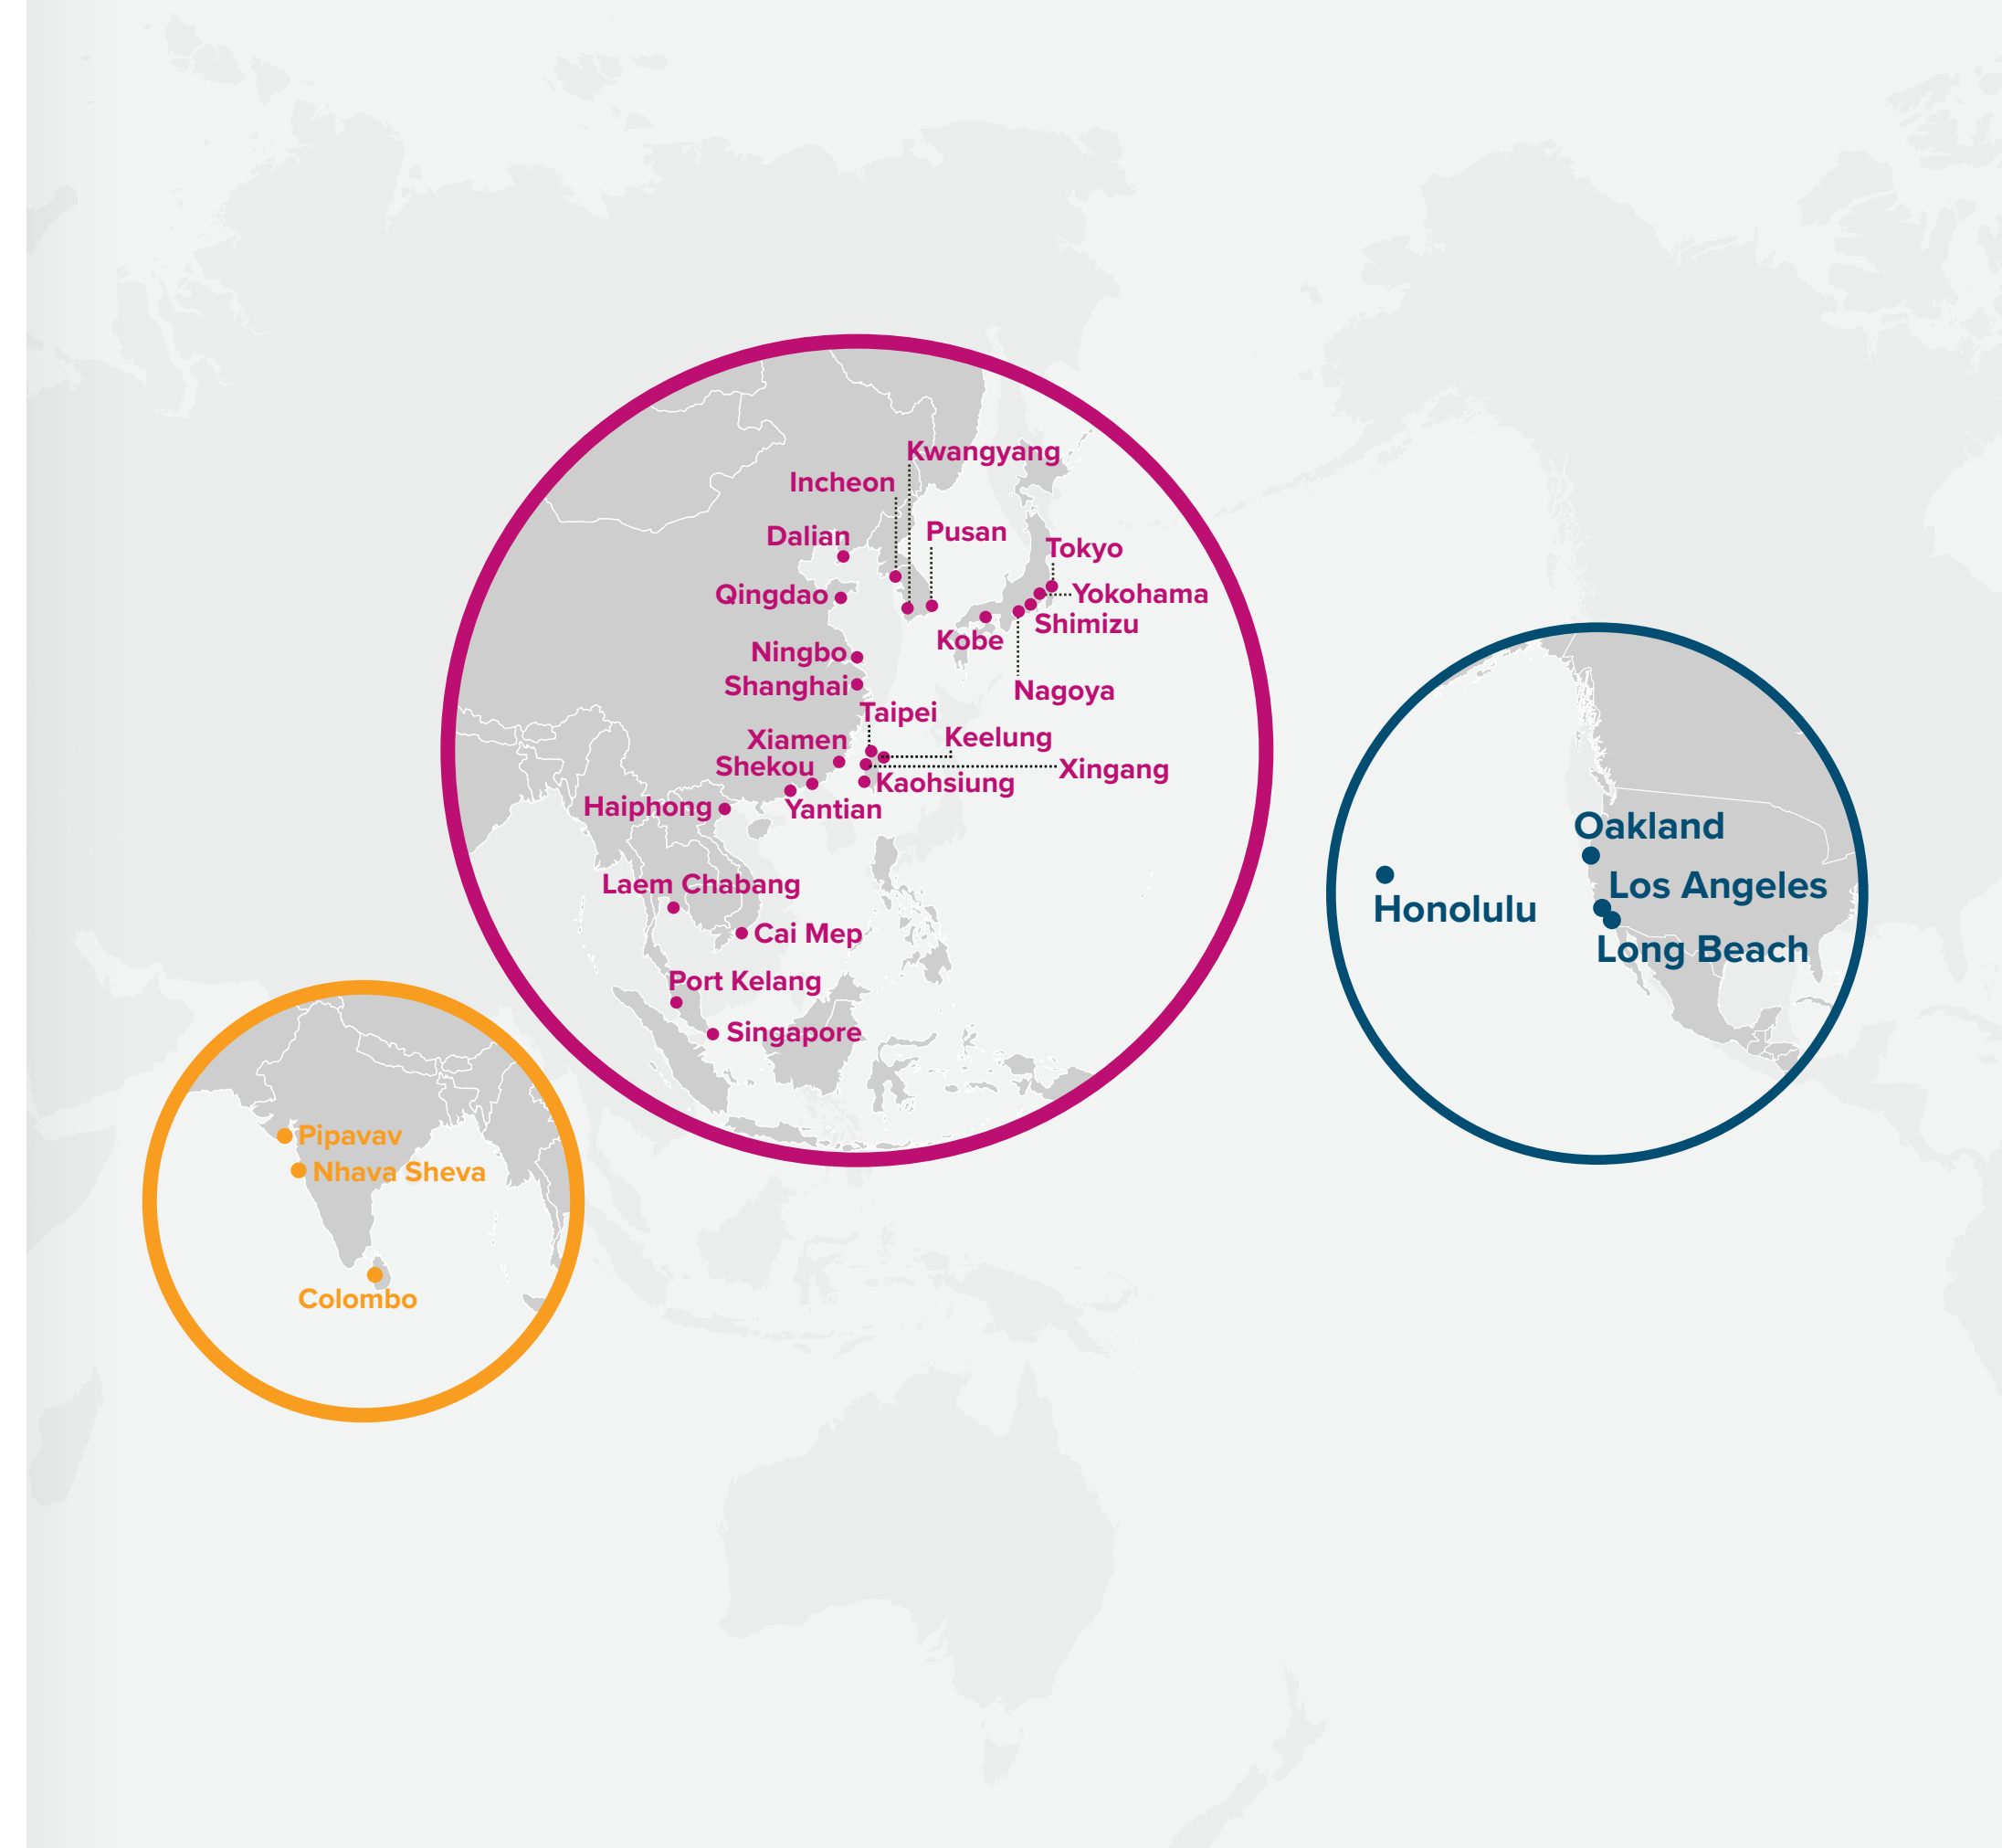 Kwangyang
Incheon
Pusan
Dalian
Tokyo
Qingdao
Yokohama
Shimizu
Kobe
Ningbo
Shanghai
Nagoya
Taipei
Xiamen
Keelung
Shekou
Xingang
Kaohsiung
Haiphong
Yantian
Laem Chabang
Cai Mep
Port Kelang
Singapore
Oakland
Los Angeles
Honolulu
Long Beach
Pipavav
Nhava Sheva
Colombo